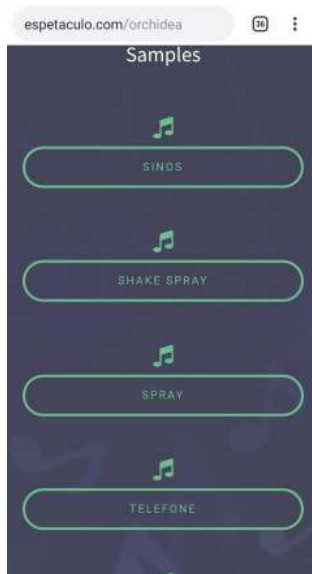 espetaculo.com/orchidea
36
Samples
SINOS
SHAKE SPRAY
SPRAY
TELEFONE